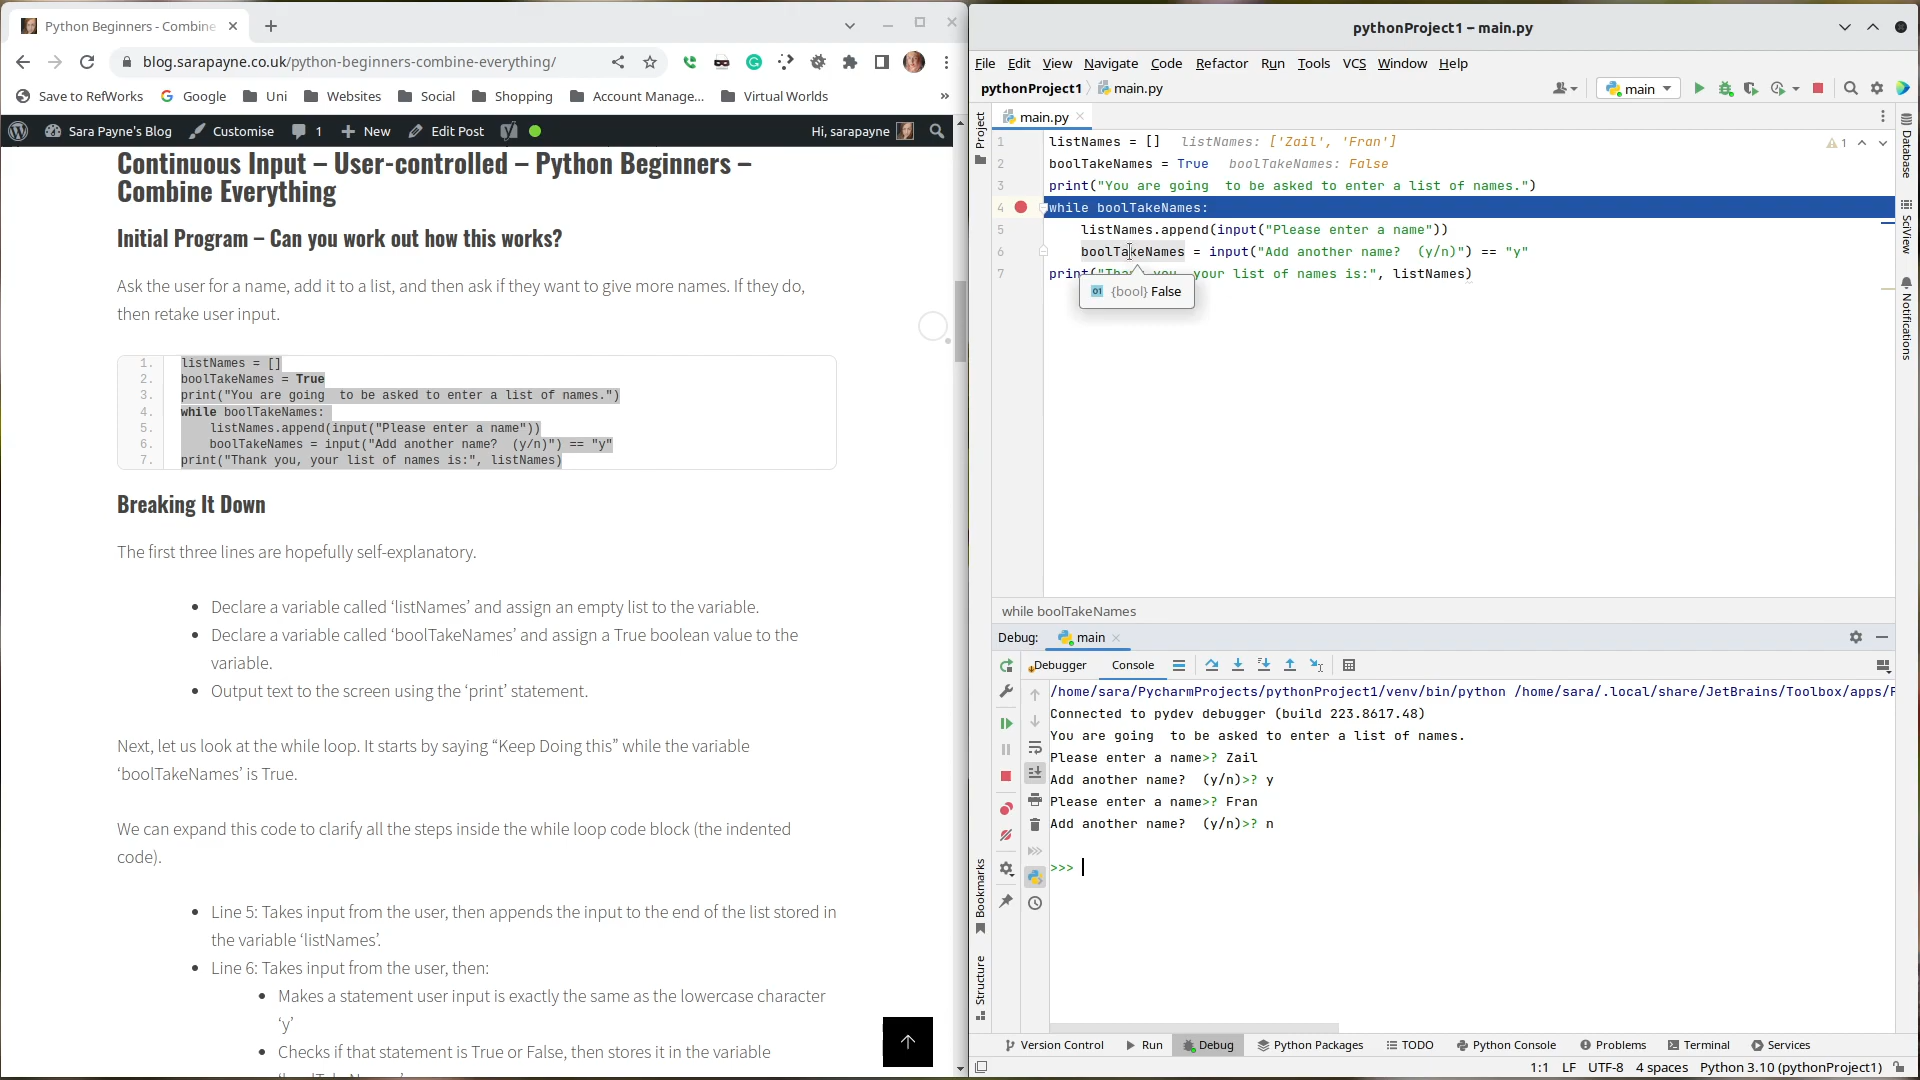 Python Beginners - Combine
blog.sarapayne.co.uk/python-beginners-combine-everything/
Save to RefWorks
Google
Uni
Websites
Social
Shopping
Account Manage...
Virtual Worlds
»
Sara Payne's Blog
Customise
1
New
Edit Post
Hi, sarapayne
Continuous Input – User-controlled – Python Beginners –
Combine Everything
Initial Program – Can you work out how this works?
Ask the user for a name, add it to a list, and then ask if they want to give more names. If they do,
then retake user input.
1. listNames = []
2. boolTakeNames = True
3. print("You are going  to be asked to enter a list of names.")
4. while boolTakeNames:
5.     listNames.append(input("Please enter a name"))
6.     boolTakeNames = input("Add another name?  (y/n)") == "y"
7. print("Thank you, your list of names is:", listNames)
Breaking It Down
The first three lines are hopefully self-explanatory.
Declare a variable called ‘listNames’ and assign an empty list to the variable.
Declare a variable called ‘boolTakeNames’ and assign a True boolean value to the
variable.
Output text to the screen using the ‘print’ statement.
Next, let us look at the while loop. It starts by saying “Keep Doing this” while the variable
‘boolTakeNames’ is True.
We can expand this code to clarify all the steps inside the while loop code block (the indented
code).
Line 5: Takes input from the user, then appends the input to the end of the list stored in
the variable ‘listNames’.
Line 6: Takes input from the user, then:
Makes a statement user input is exactly the same as the lowercase character
‘y’
Checks if that statement is True or False, then stores it in the variable
pythonProject1 – main.py
File Edit View Navigate Code Refactor Run Tools VCS Window Help
pythonProject1
main.py
main
Project
main.py
1 listNames = []   listNames: ['Zail', 'Fran']
1
2 boolTakeNames = True   boolTakeNames: False
3 print("You are going  to be asked to enter a list of names.")
4 while boolTakeNames:
5     listNames.append(input("Please enter a name"))
6     boolTakeNames = input("Add another name?  (y/n)") == "y"
7 print("Thank you, your list of names is:", listNames)
01 {bool} False
Database
SciView
Notifications
while boolTakeNames
Debug:
main
Debugger
Console
/home/sara/PycharmProjects/pythonProject1/venv/bin/python /home/sara/.local/share/JetBrains/Toolbox/apps/
Connected to pydev debugger (build 223.8617.48)
You are going  to be asked to enter a list of names.
Please enter a name>? Zail
Add another name?  (y/n)>? y
Please enter a name>? Fran
Add another name?  (y/n)>? n
>>>
Bookmarks
Structure
Version Control
Run
Debug
Python Packages
TODO
Python Console
Problems
Terminal
Services
1:1 LF UTF-8 4 spaces Python 3.10 (pythonProject1)